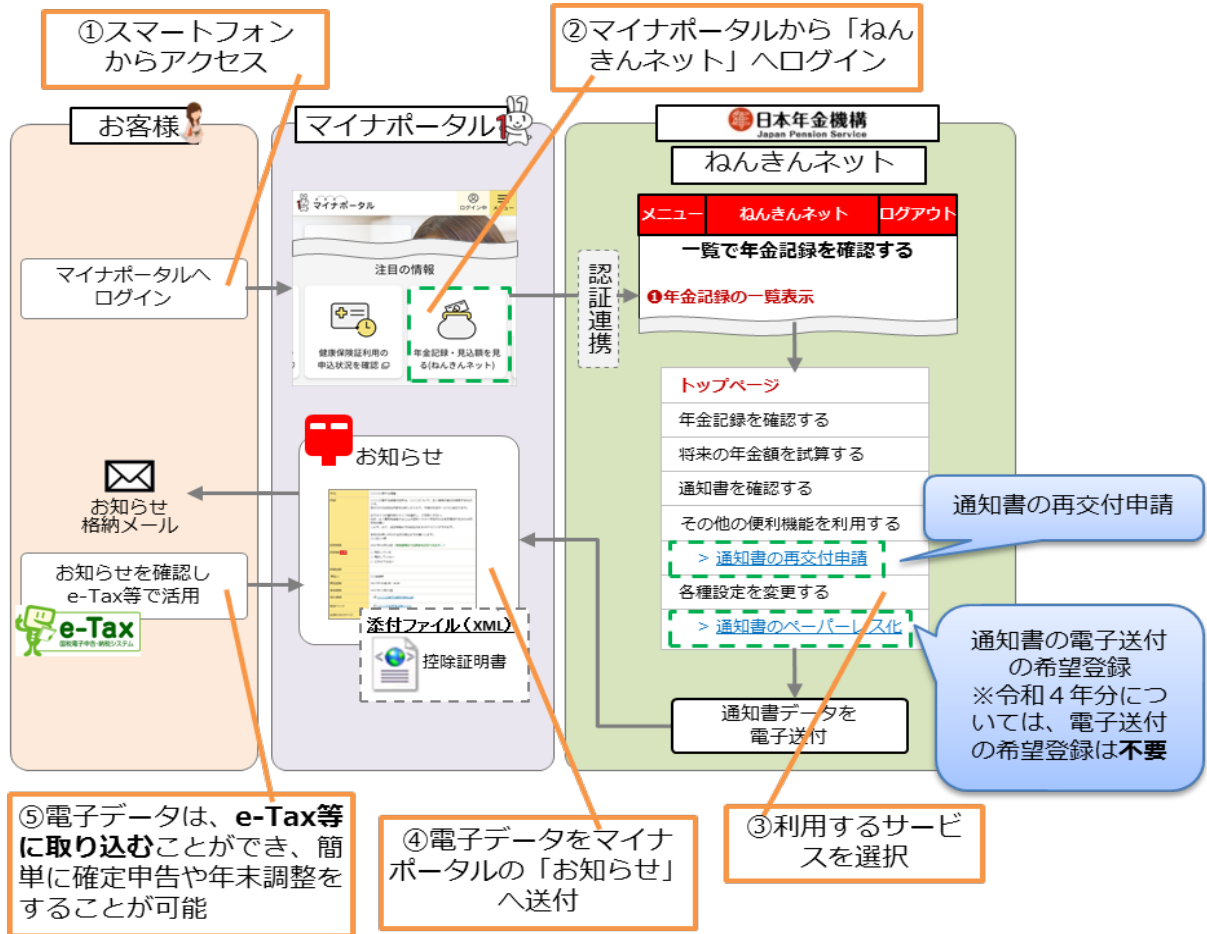 ①スマートフォン
からアクセス
②マイナポータルから「ねん
きんネット」へログイン
お客様
マイナポータル
日本年金機構
Japan Pension Service
ねんきんネット
マイナポータル
ログイン中
メニュー
注目の情報
健康保険証利用の
申込状況を確認
年金記録・見込額を見
る(ねんきんネット)
マイナポータルへ
ログイン
認証連携
メニュー
ねんきんネット
ログアウト
一覧で年金記録を確認する
❶年金記録の一覧表示
トップページ
年金記録を確認する
将来の年金額を試算する
通知書を確認する
その他の便利機能を利用する
> 通知書の再交付申請
各種設定を変更する
> 通知書のペーパーレス化
通知書の再交付申請
通知書の電子送付
の希望登録
※令和４年分につ
いては、電子送付
の希望登録は不要
通知書データを
電子送付
お知らせ
添付ファイル(XML)
控除証明書
お知らせ
格納メール
お知らせを確認し
e-Tax等で活用
e-Tax
国税電子申告・納税システム
⑤電子データは、e-Tax等
に取り込むことができ、簡
単に確定申告や年末調整を
することが可能
④電子データをマイナ
ポータルの「お知らせ」
へ送付
③利用するサービ
スを選択